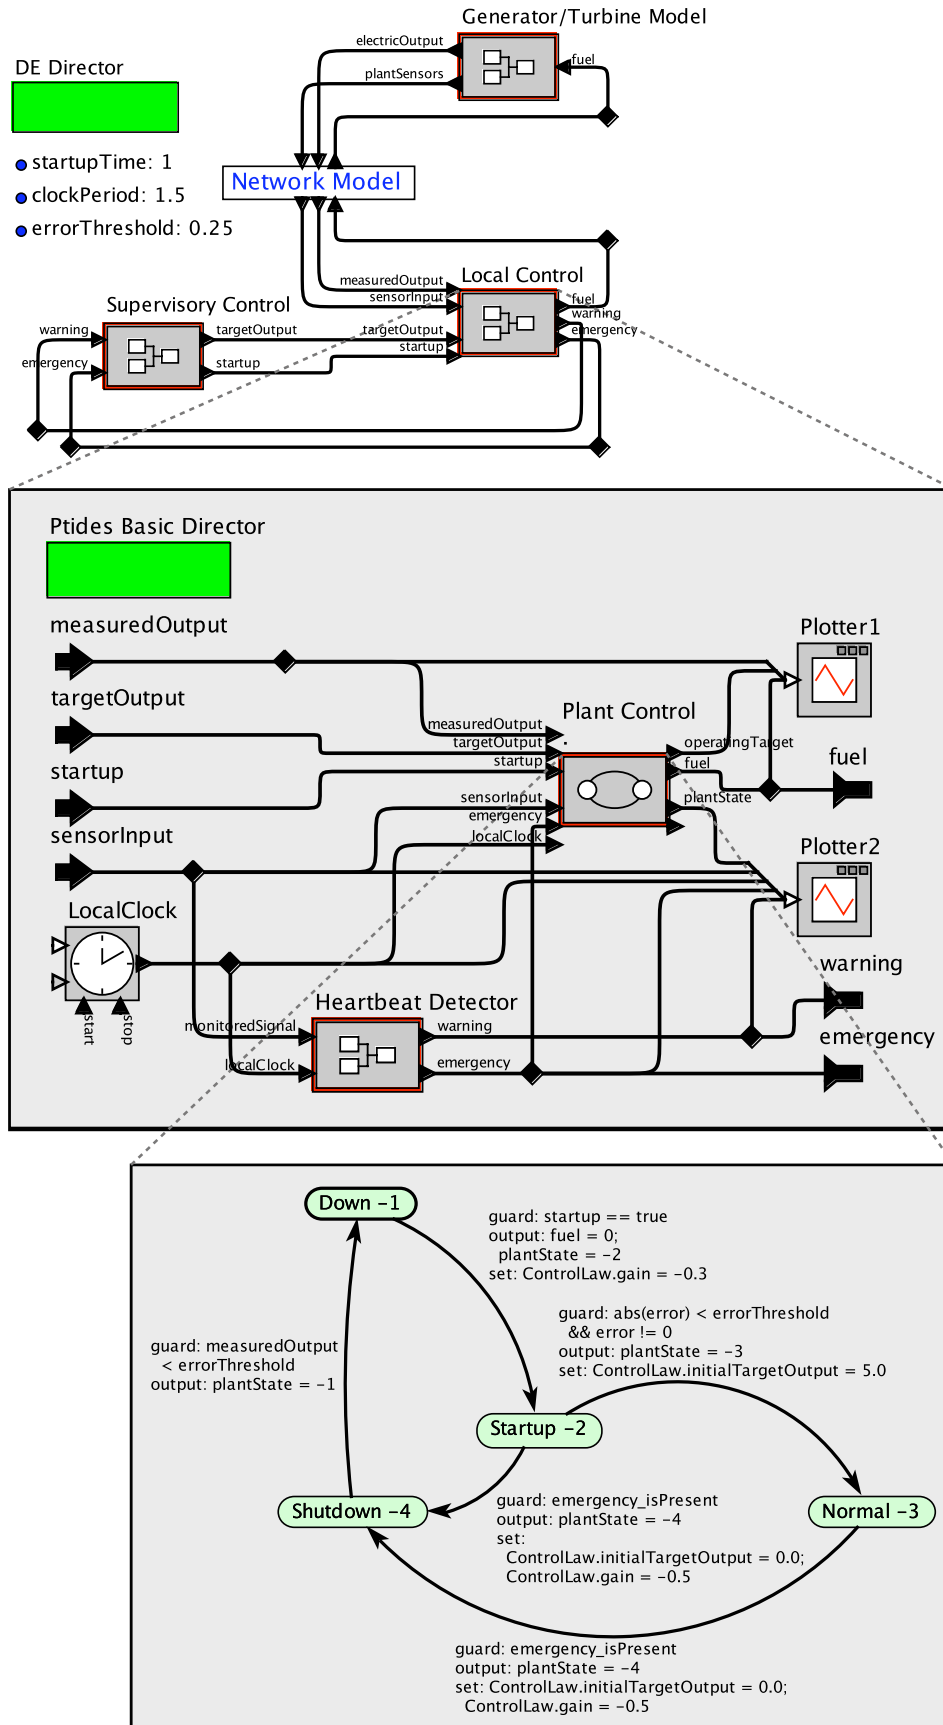 Generator/Turbine Model
electricOutput
plantSensors
fuel
DE Director
startupTime: 1
clockPeriod: 1.5
errorThreshold: 0.25
Network Model
Local Control
measuredOutput
sensorInput
targetOutput
startup
fuel
warning
emergency
Supervisory Control
warning
emergency
targetOutput
startup
Ptides Basic Director
measuredOutput
targetOutput
startup
sensorInput
LocalClock
start
stop
Plant Control
.
measuredOutput
targetOutput
startup
sensorInput
emergency
localClock
operatingTarget
fuel
plantState
Plotter1
fuel
Plotter2
warning
emergency
Heartbeat Detector
monitoredSignal
localClock
warning
emergency
Down -1
guard: startup == true
output: fuel = 0;
plantState = -2
set: ControlLaw.gain = -0.3
guard: abs(error) < errorThreshold
&& error != 0
output: plantState = -3
set: ControlLaw.initialTargetOutput = 5.0
guard: measuredOutput
< errorThreshold
output: plantState = -1
Startup -2
Shutdown -4
Normal -3
guard: emergency_isPresent
output: plantState = -4
set:
ControlLaw.initialTargetOutput = 0.0;
ControlLaw.gain = -0.5
guard: emergency_isPresent
output: plantState = -4
set: ControlLaw.initialTargetOutput = 0.0;
ControlLaw.gain = -0.5